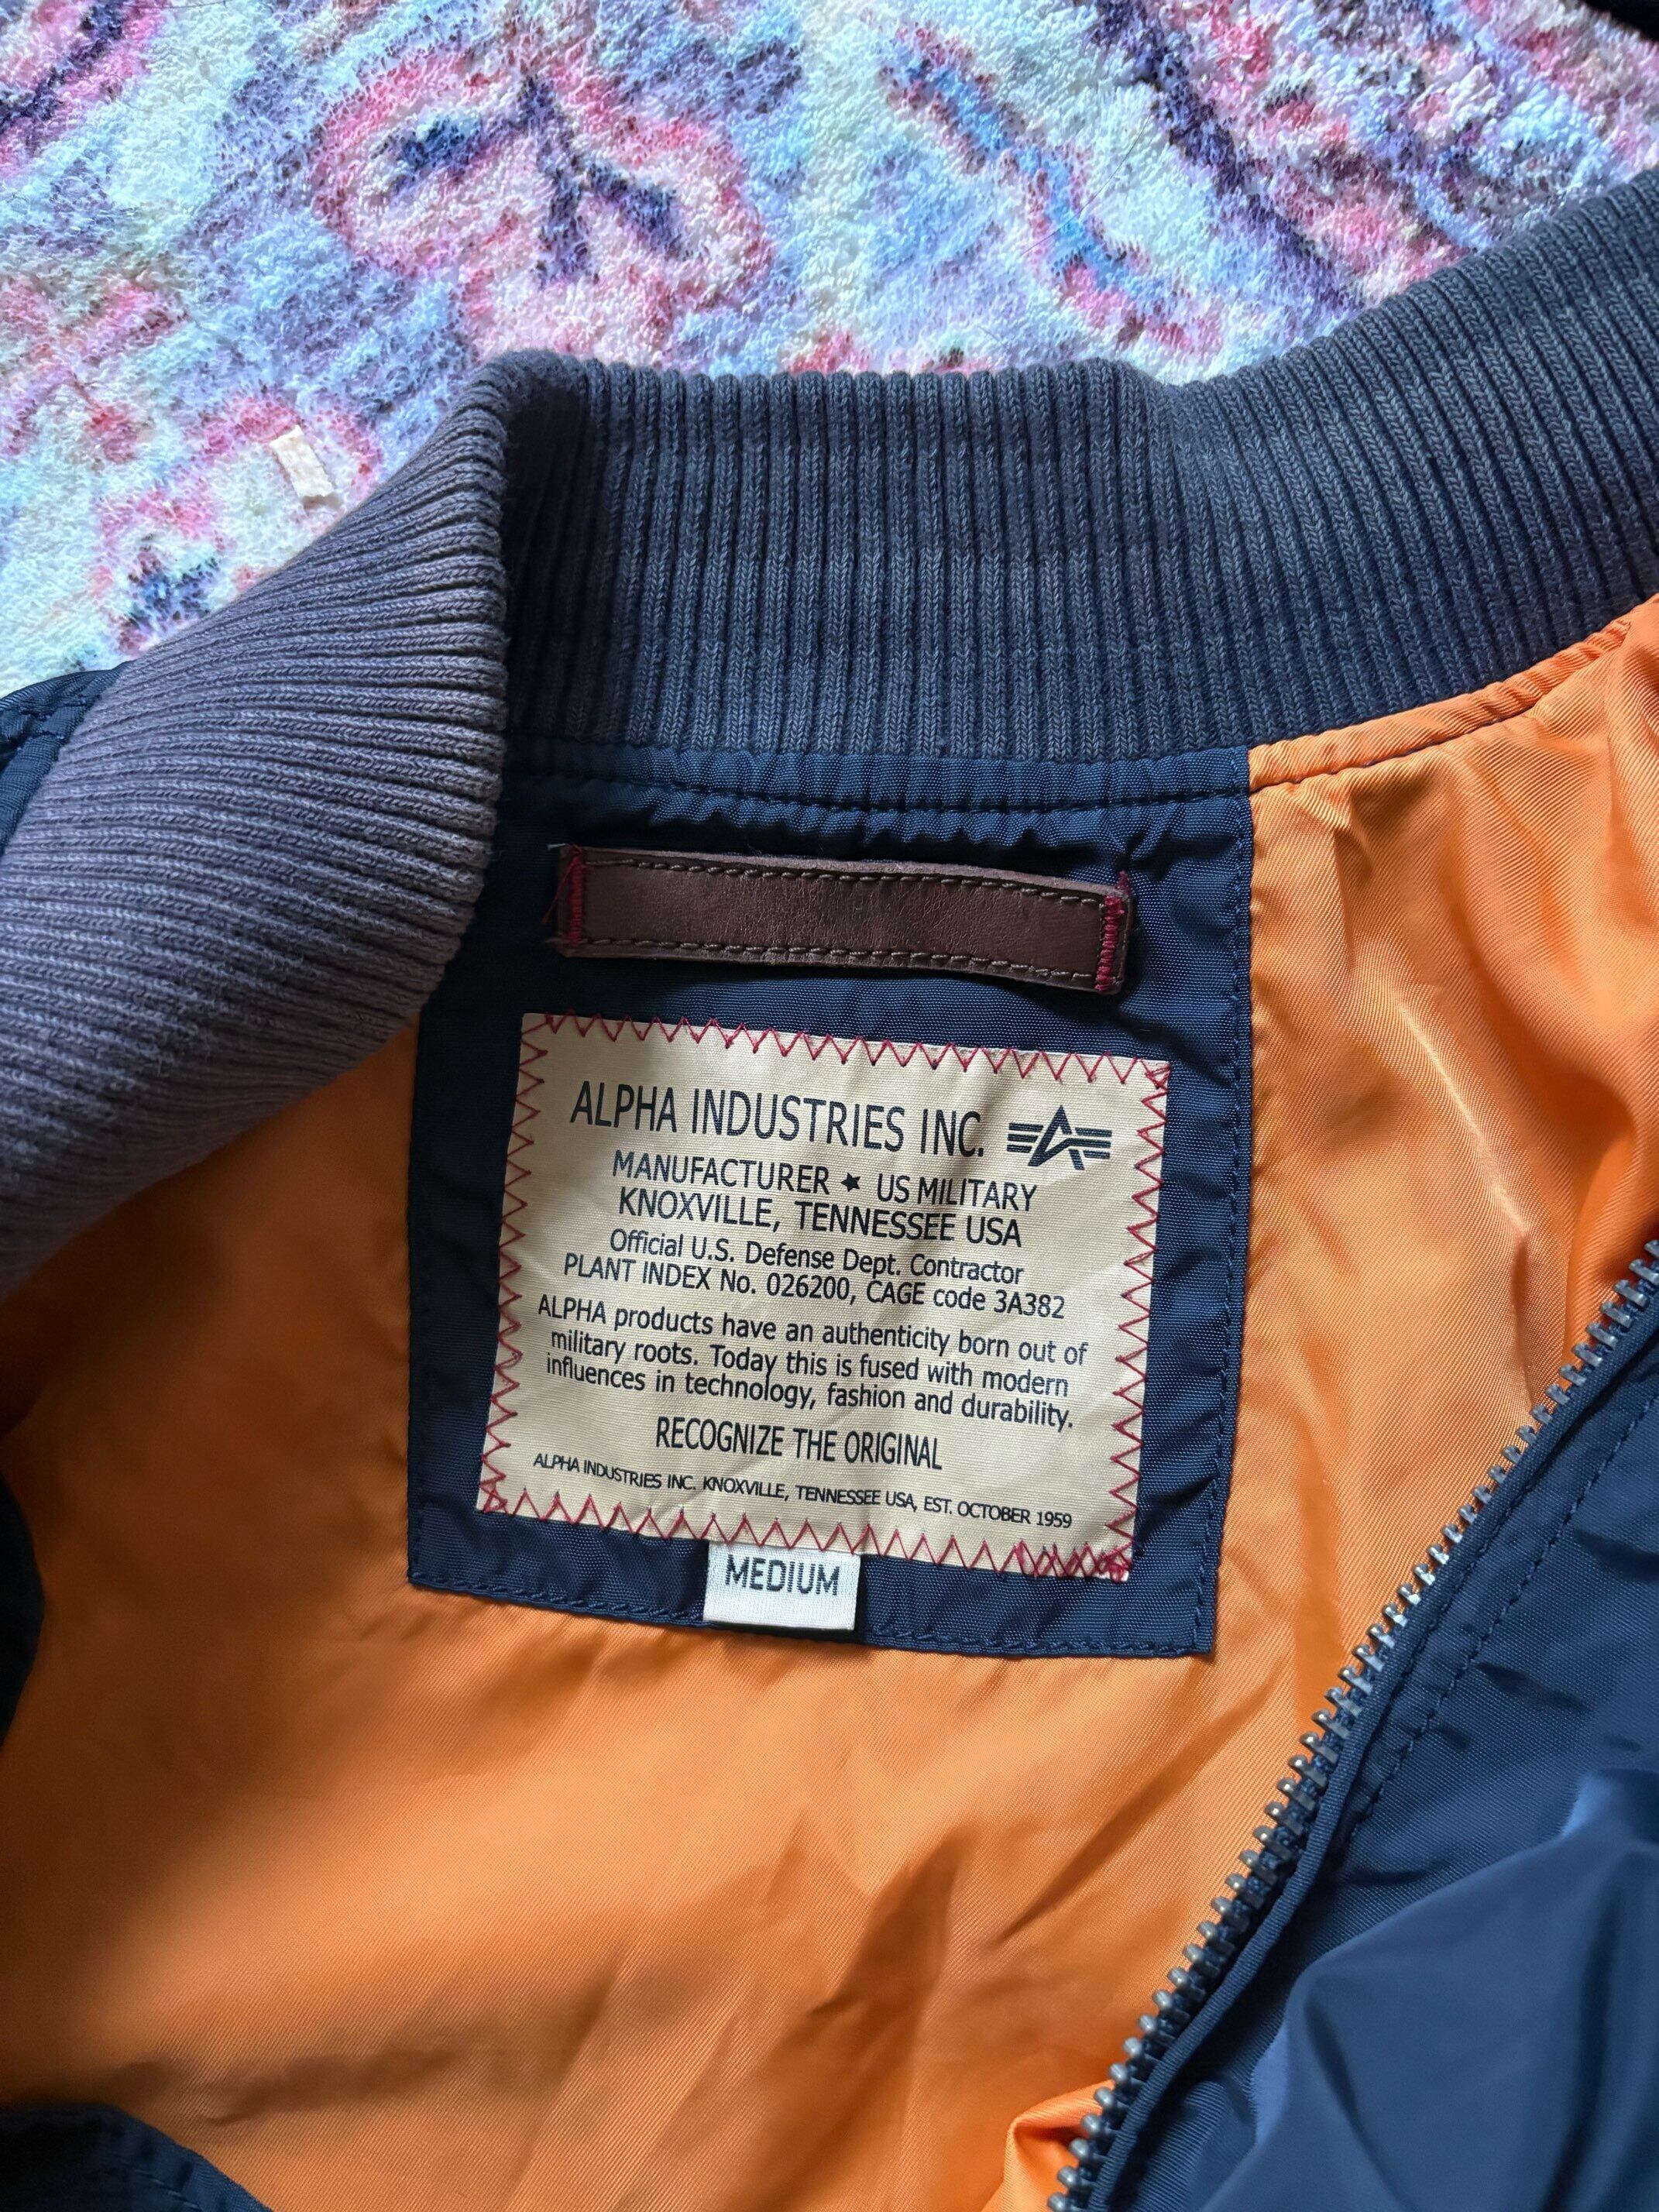 ALPHA INDUSTRIES INC.
MANUFACTURER ★ US MILITARY
KNOXVILLE, TENNESSEE USA
Official U.S. Defense Dept. Contractor
PLANT INDEX No. 026200, CAGE code 3A382
ALPHA products have an authenticity born out of
military roots. Today this is fused with modern
influences in technology, fashion and durability.
RECOGNIZE THE ORIGINAL
ALPHA INDUSTRIES INC. KNOXVILLE, TENNESSEE USA, EST. OCTOBER 1959
MEDIUM